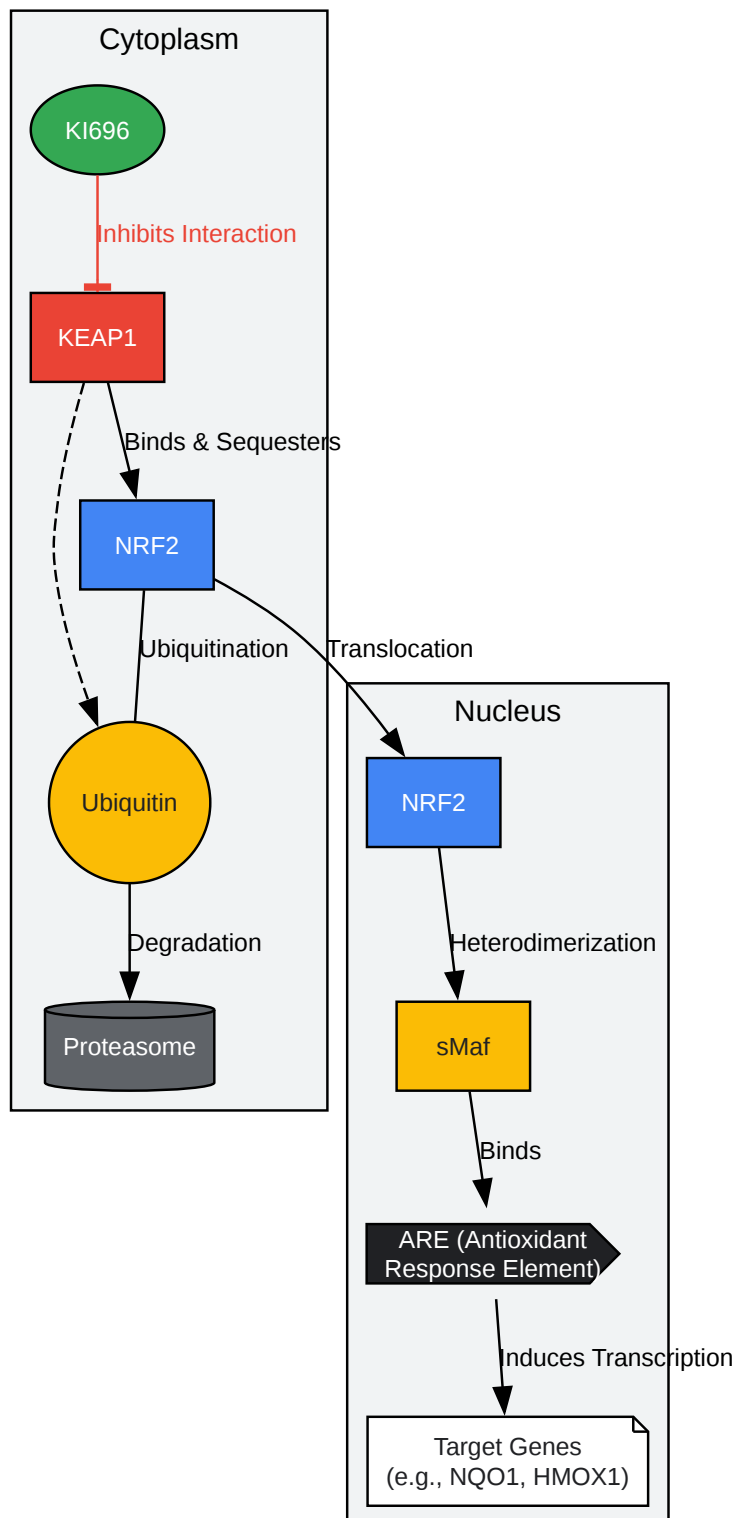 Cytoplasm
KI696
Inhibits Interaction
KEAP1
Binds & Sequesters
NRF2
Ubiquitination
Translocation
Nucleus
Ubiquitin
NRF2
Degradation
Heterodimerization
Proteasome
sMaf
Binds
ARE (Antioxidant
Response Element)
Induces Transcription
Target Genes
(e.g., NQO1, HMOX1)